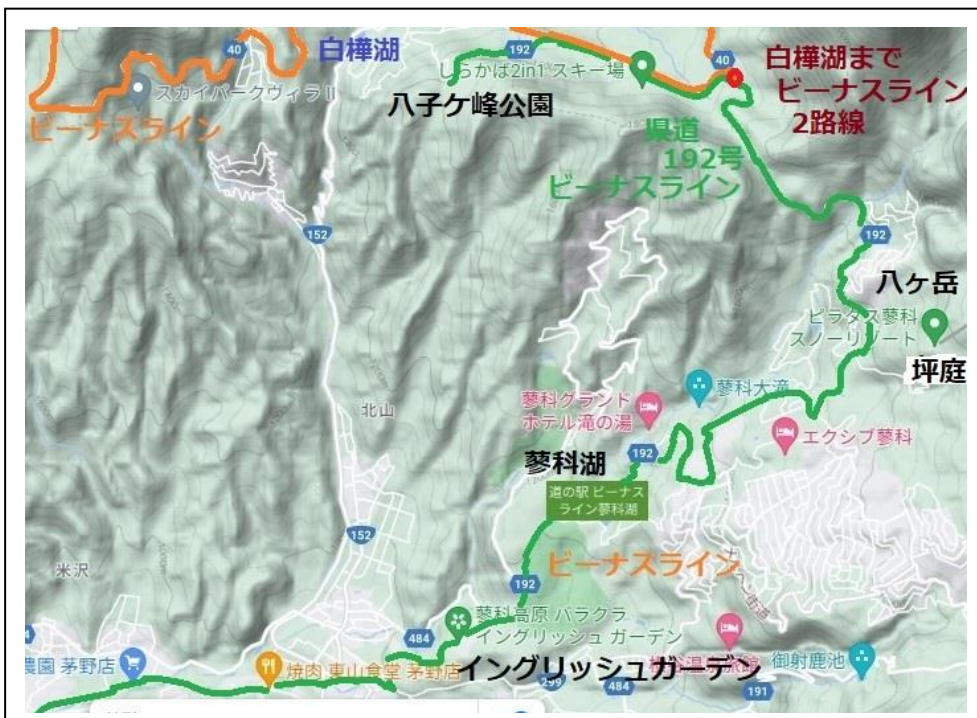 白樺湖
192
しらかば2in1 スキー場
40
40
スカイパークヴィラⅡ
ビーナスライン
八子ケ峰公園
白樺湖まで
ビーナスライン
2路線
県道
192号
ビーナスライン
152
192
八ヶ岳
ピラタス蓼科
スノーリゾート
坪庭
北山
蓼科グランド
ホテル滝の湯
蓼科大滝
エクシブ蓼科
蓼科湖
192
道の駅 ビーナス
ライン蓼科湖
152
米沢
ビーナスライン
192
蓼科高原 バラクラ
イングリッシュ ガーデン
484
農園 茅野店
焼肉 東山食堂 茅野店
イングリッシュガーデン
御射鹿池
299
484
191